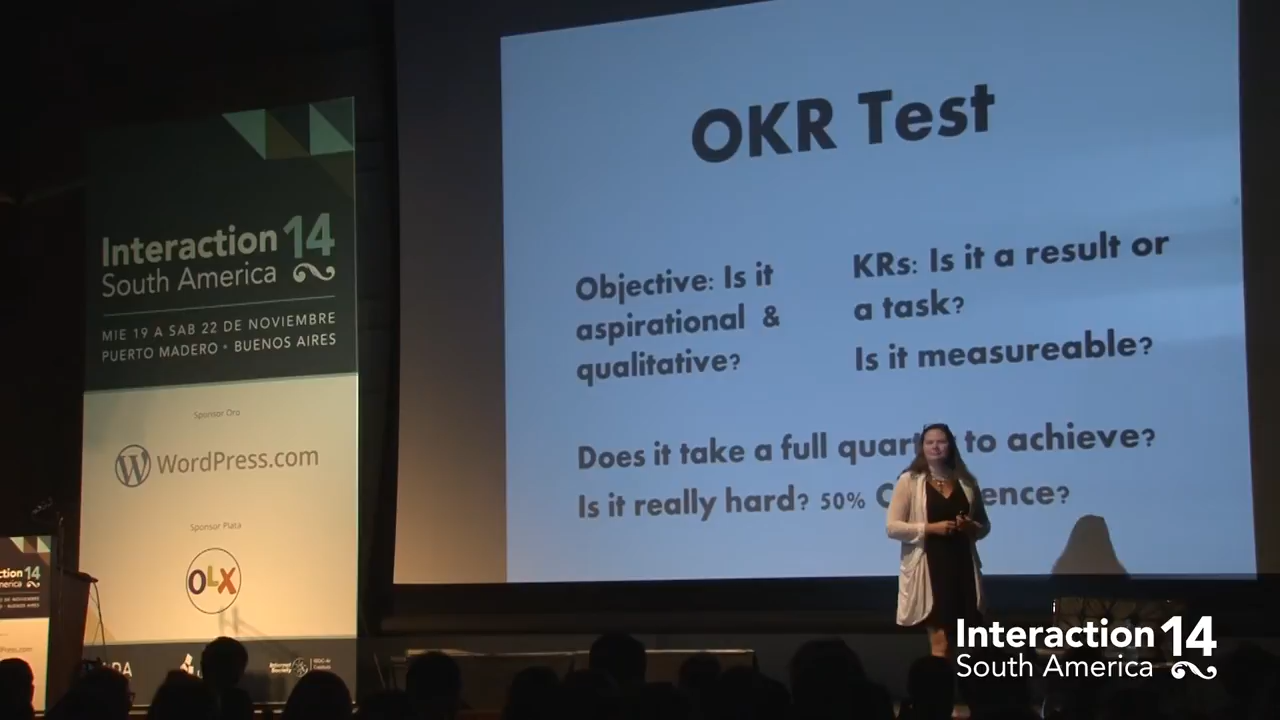 Interaction 14
South America
MIE 19 A SAB 22 DE NOVIEMBRE
PUERTO MADERO • BUENOS AIRES
Sponsor Oro
WordPress.com
Sponsor Plata
OLX
OKR Test
Objective: Is it
aspirational &
qualitative?
KRs: Is it a result or
a task?
Is it measureable?
Does it take a full to achieve?
Is it really hard? 50%
Interaction 14
South America